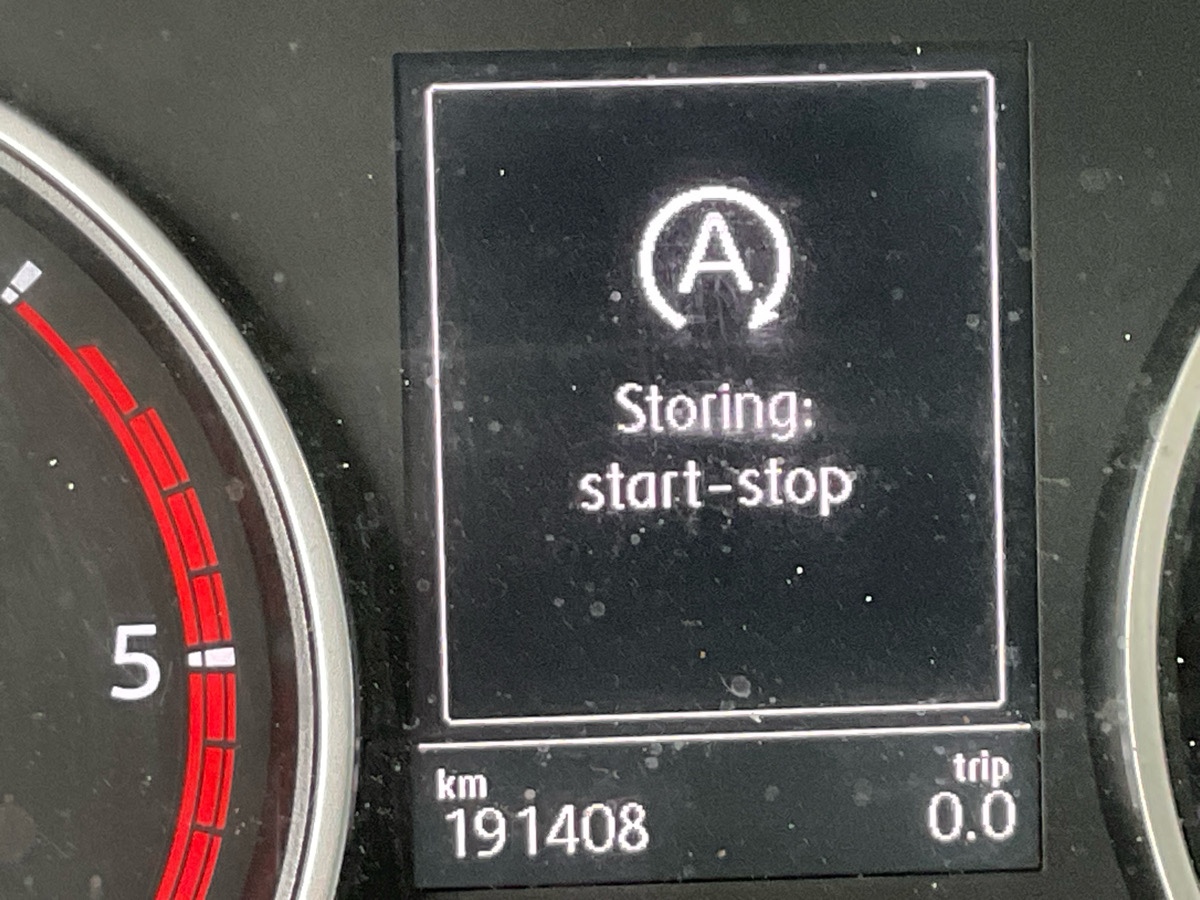 A
Storing:
start-stop
5
km
trip
191408
0.0